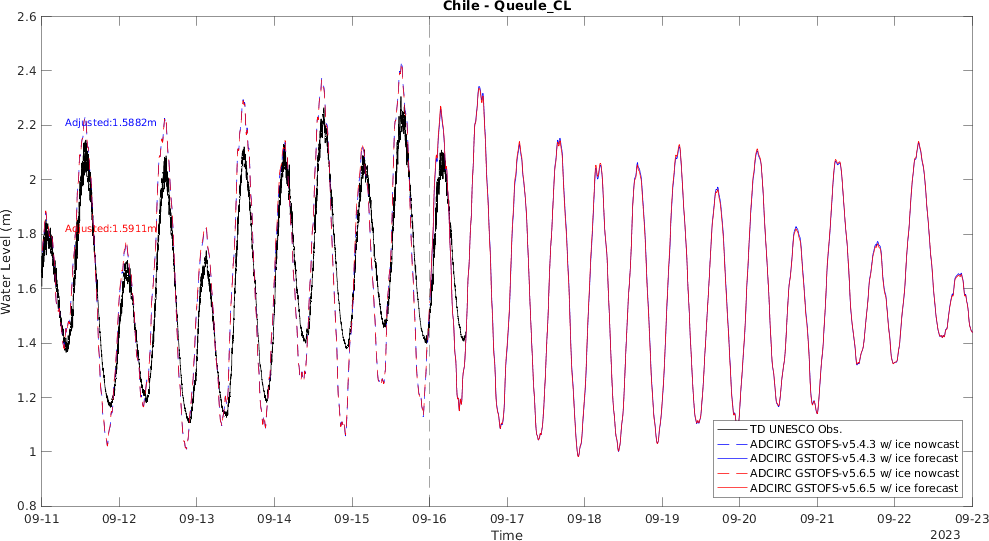 Chile - Queule_CL
2.6
2.4
2.2
2
1.8
1.6
1.4
1.2
1
0.8
Water Level (m)
Adjusted:1.5882m
Adjusted:1.5911m
TD UNESCO Obs.
ADCIRC GSTOFS-v5.4.3 w/ ice nowcast
ADCIRC GSTOFS-v5.4.3 w/ ice forecast
ADCIRC GSTOFS-v5.6.5 w/ ice nowcast
ADCIRC GSTOFS-v5.6.5 w/ ice forecast
09-11 09-12 09-13 09-14 09-15 09-16 09-17 09-18 09-19 09-20 09-21 09-22 09-23
Time
2023